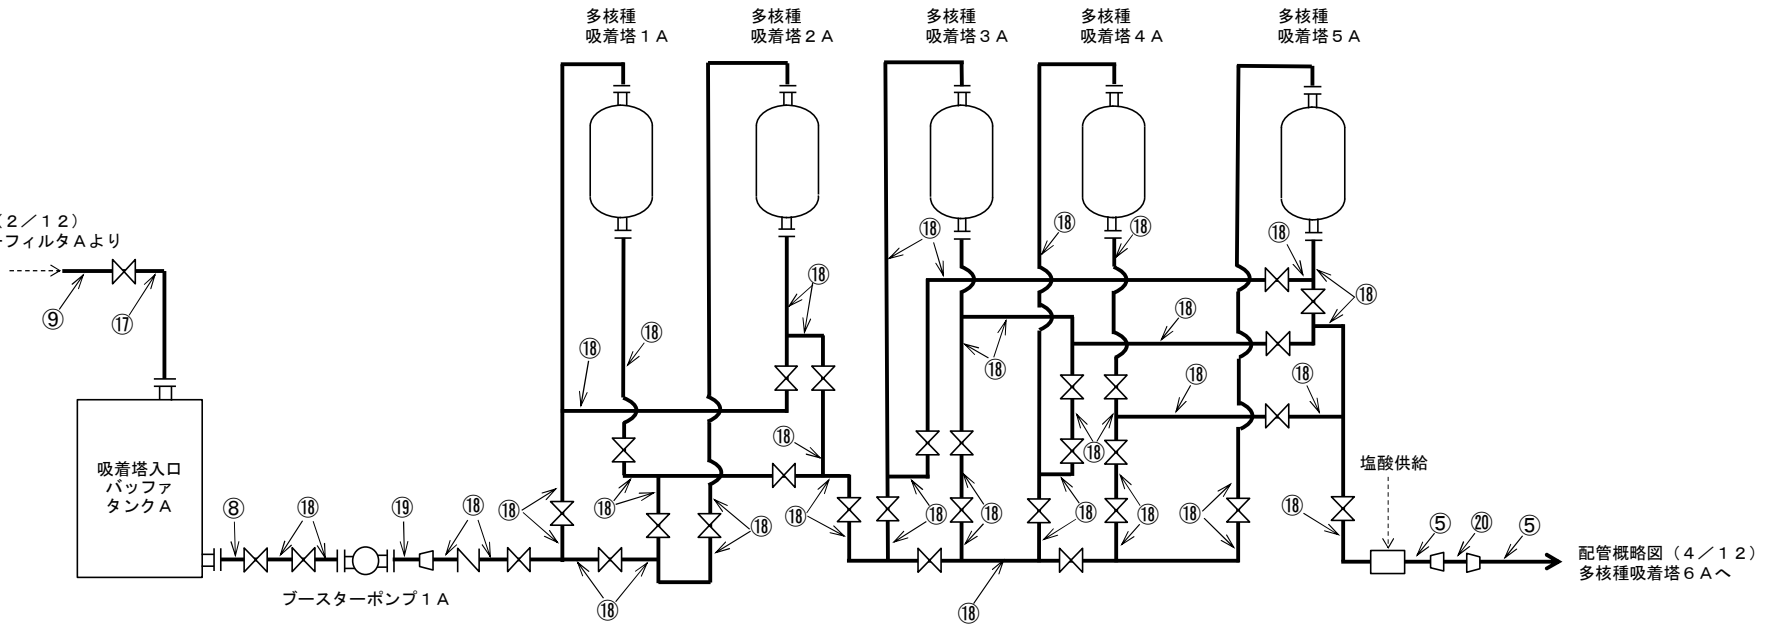 多核種
吸着塔１Ａ
多核種
吸着塔２Ａ
多核種
吸着塔３Ａ
多核種
吸着塔４Ａ
多核種
吸着塔５Ａ
（２／１２）
ーフィルタＡより
⑱
⑱
⑱
⑱
⑱
⑱
⑨
⑰
⑱
⑱
⑱
⑱
⑱
⑱
⑱
⑱
⑱
⑱
吸着塔入口
バッファ
タンクＡ
塩酸供給
⑧
⑱
⑲
⑱
⑱
⑱
⑱
⑱
⑱
⑱
⑱
⑱
⑱
⑱
⑤
⑳
⑤
配管概略図（４／１２）
多核種吸着塔６Ａへ
ブースターポンプ１Ａ
⑱
⑱